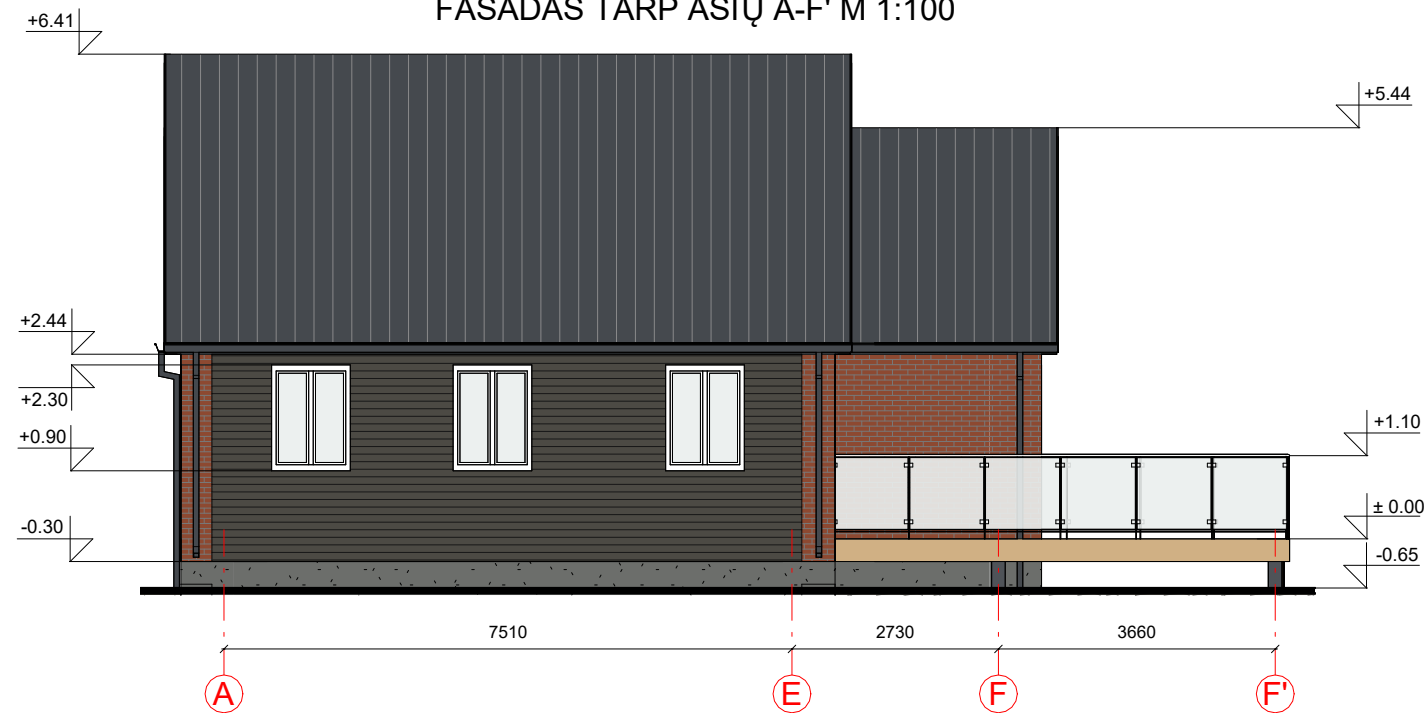 FASADAS TARP AŠIŲ A-F' M 1:100
+6.41
+5.44
+2.44
+2.30
+0.90
-0.30
+1.10
± 0.00
-0.65
7510
2730
3660
A
E
F
F'